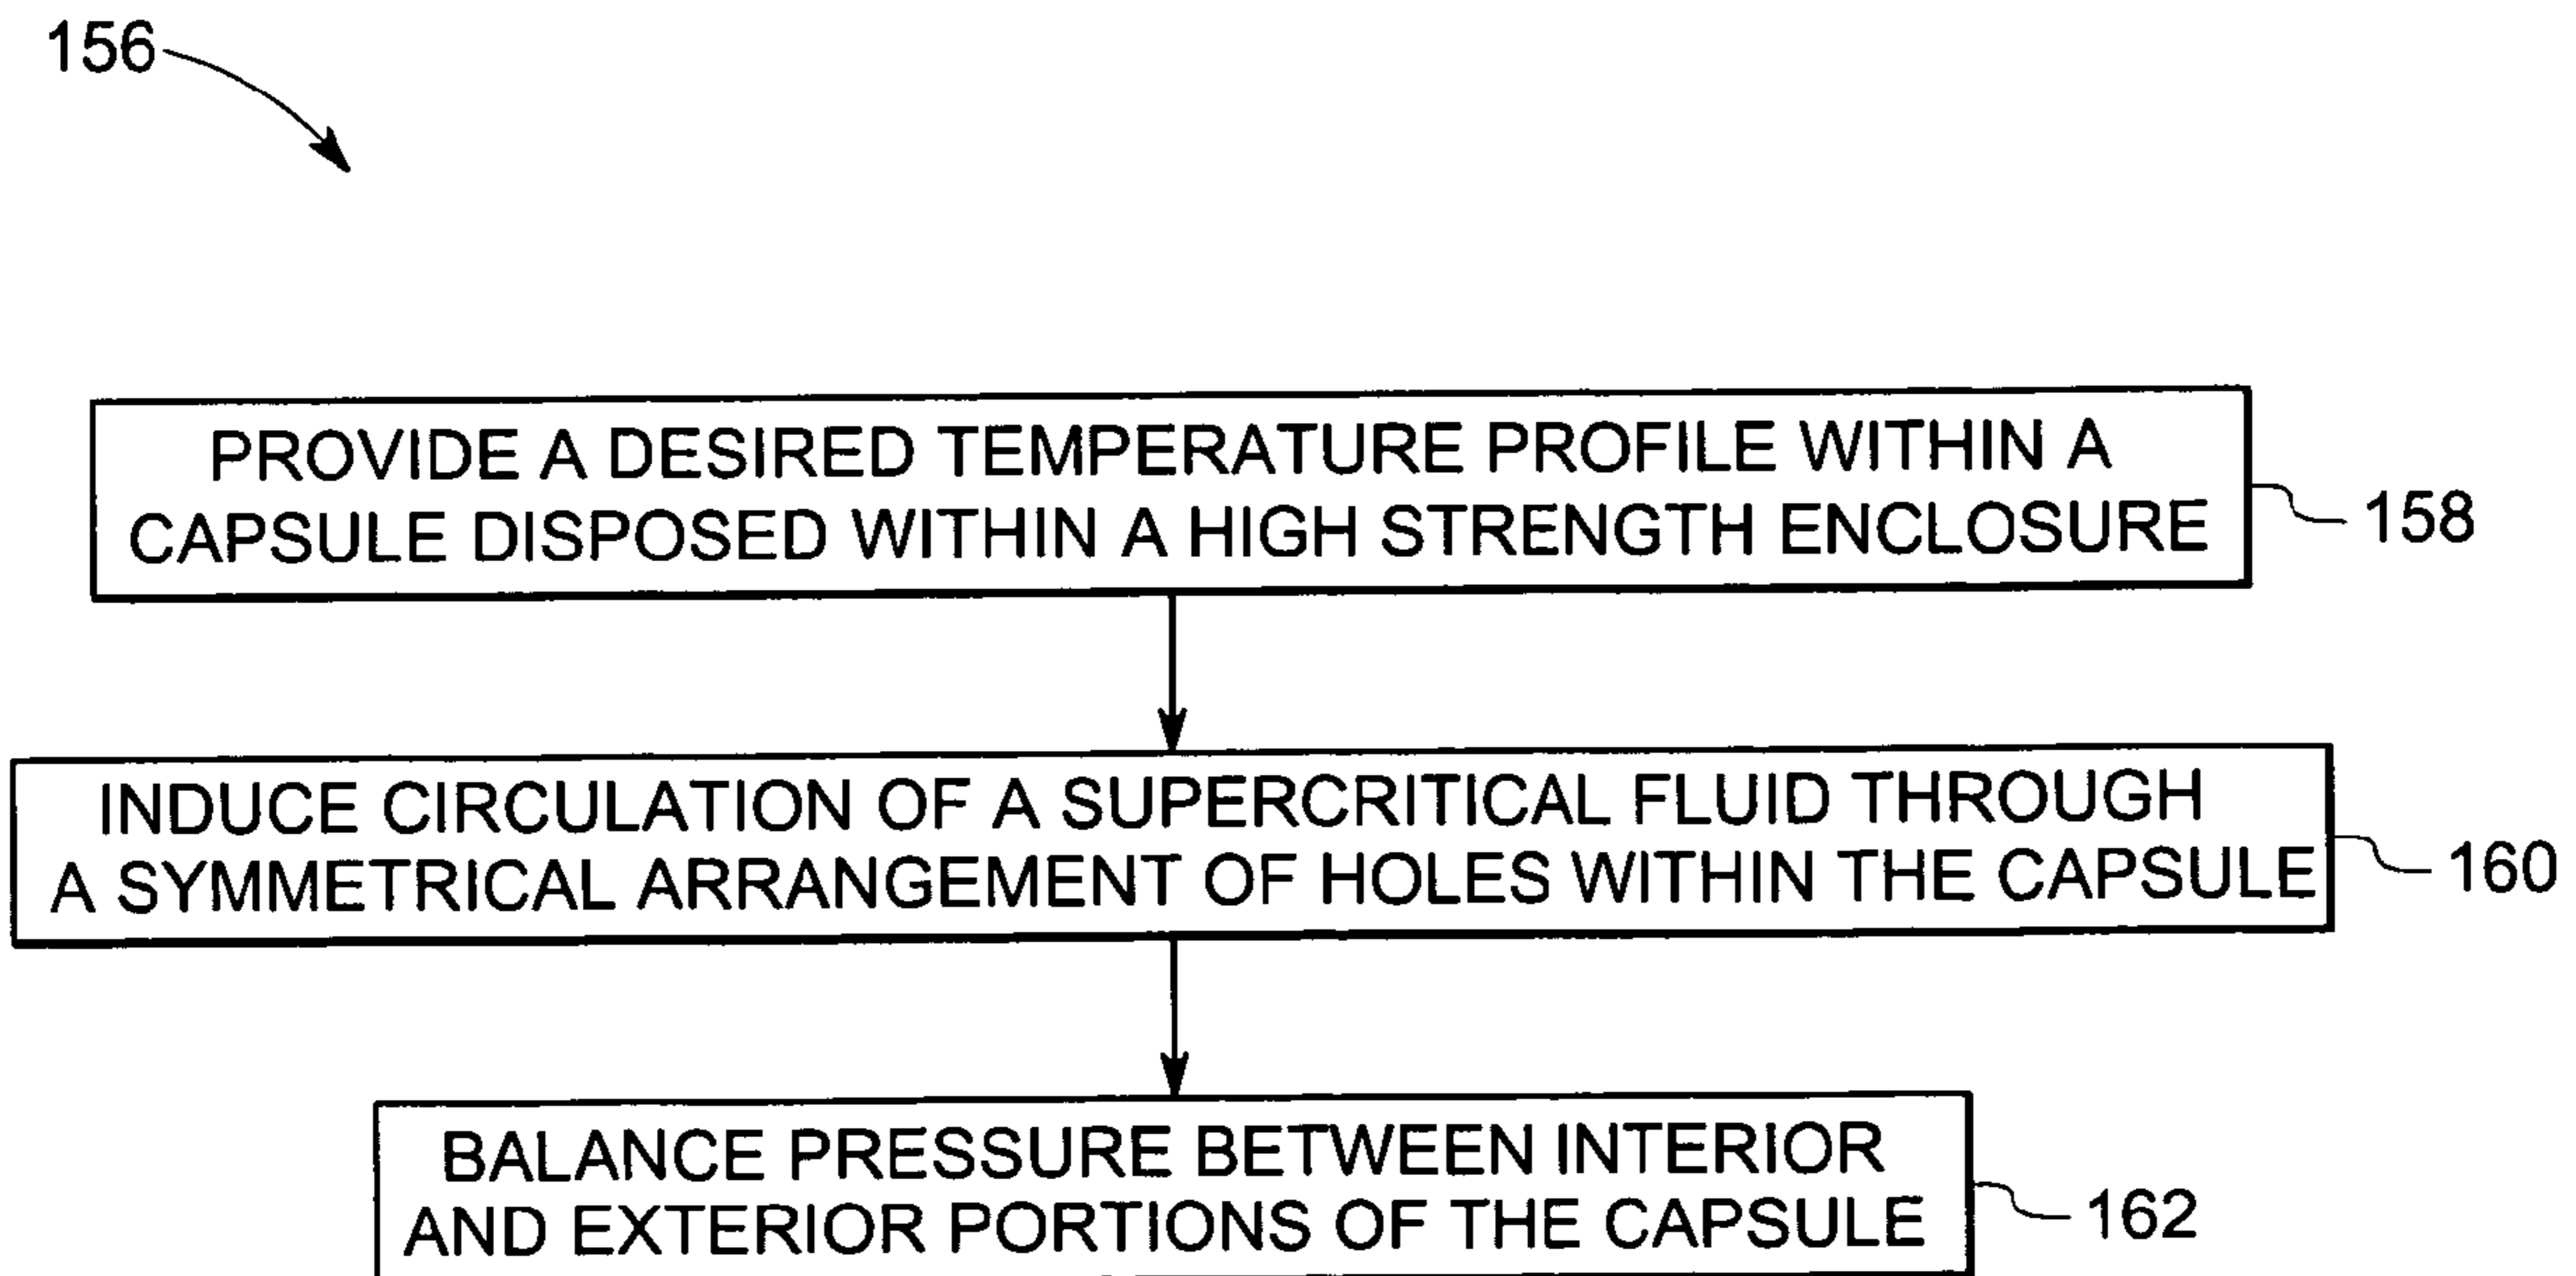 156
PROVIDE A DESIRED TEMPERATURE PROFILE WITHIN A
CAPSULE DISPOSED WITHIN A HIGH STRENGTH ENCLOSURE
158
INDUCE CIRCULATION OF A SUPERCRITICAL FLUID THROUGH
A SYMMETRICAL ARRANGEMENT OF HOLES WITHIN THE CAPSULE
160
BALANCE PRESSURE BETWEEN INTERIOR
AND EXTERIOR PORTIONS OF THE CAPSULE
162